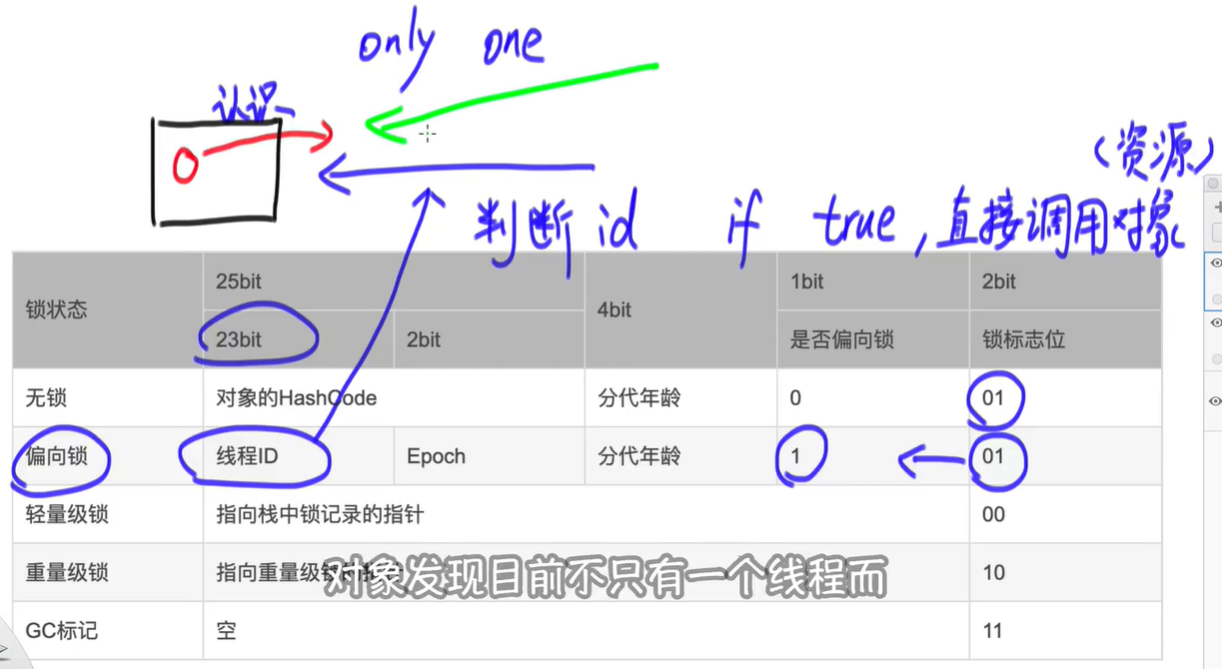 only one
认识
(资源)
判断id if true,直接调用对象
锁状态 25bit 4bit 1bit 2bit
23bit 2bit 是否偏向锁 锁标志位
无锁 对象的HashCode 分代年龄 0 01
偏向锁 线程ID Epoch 分代年龄 1 01
轻量级锁 指向栈中锁记录的指针 00
重量级锁 指向重量级锁 10
对象发现目前不只有一个线程而
GC标记 空 11